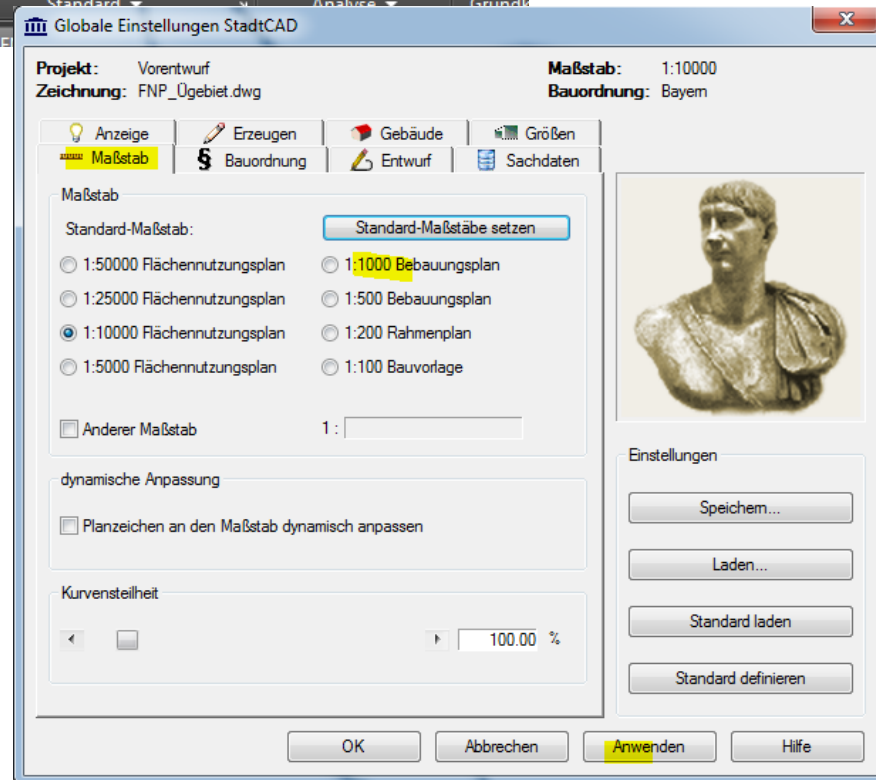 Standard Analyse
Globale Einstellungen StadtCAD
Projekt: Vorentwurf Maßstab: 1:10000
Zeichnung: FNP_Ügebiet.dwg Bauordnung: Bayern
Anzeige Erzeugen Gebäude Größen
Maßstab § Bauordnung Entwurf Sachdaten
Maßstab
Standard-Maßstab: Standard-Maßstäbe setzen
1:50000 Flächennutzungsplan 1:1000 Bebauungsplan
1:25000 Flächennutzungsplan 1:500 Bebauungsplan
1:10000 Flächennutzungsplan 1:200 Rahmenplan
1:5000 Flächennutzungsplan 1:100 Bauvorlage
Anderer Maßstab 1 :
dynamische Anpassung
Planzeichen an den Maßstab dynamisch anpassen
Kurvensteilheit
100.00 %
Einstellungen
Speichern...
Laden...
Standard laden
Standard definieren
OK Abbrechen Anwenden Hilfe